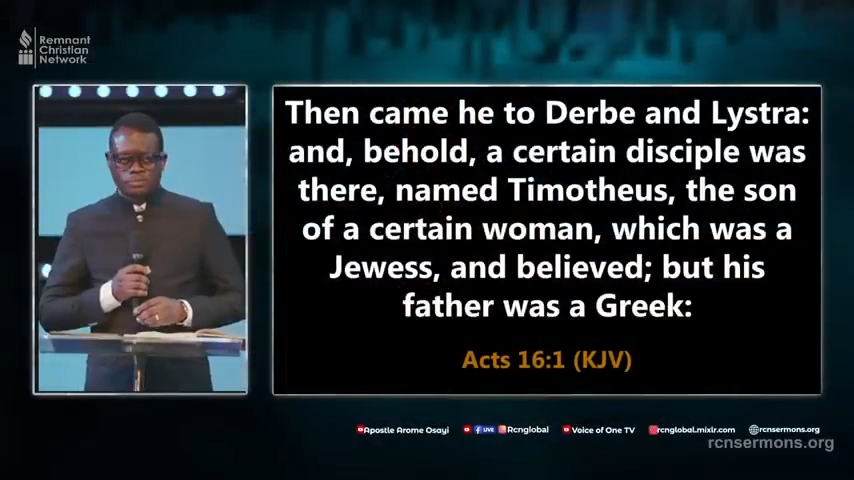 Remnant
Christian
Network
Then came he to Derbe and Lystra:
and, behold, a certain disciple was
there, named Timotheus, the son
of a certain woman, which was a
Jewess, and believed; but his
father was a Greek:
Acts 16:1 (KJV)
Apostle Arome Osayi LIVE Rcnglobal Voice of One TV rcnglobal.mixlr.com rcnsermons.org
rcnsermons.org